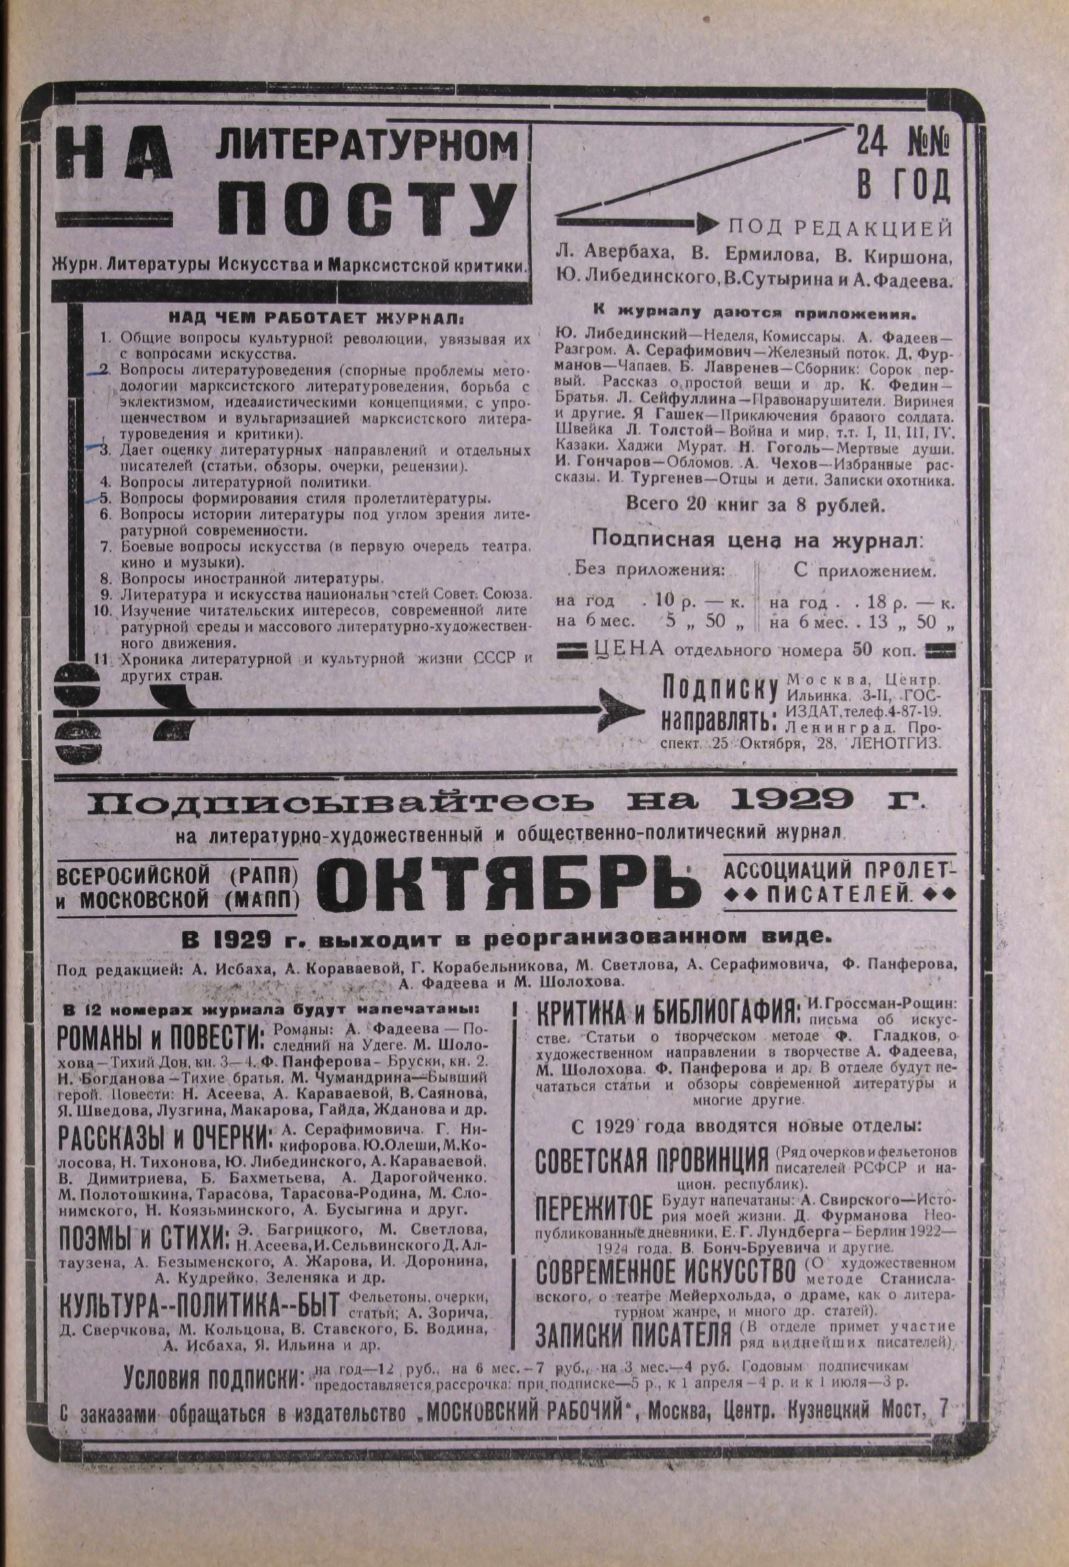 НА ЛИТЕРАТУРНОМ
ПОСТУ
Журн. Литературы Искусства и Марксистской критики.
НАД ЧЕМ РАБОТАЕТ ЖУРНАЛ:
1. Общие вопросы культурной революции, увязывая их
с вопросами искусства.
2. Вопросы литературоведения (спорные проблемы мето-
дологии марксистского литературоведения, борьба с
эклектизмом, идеалистическими концепциями, с упро-
щенчеством и вульгаризацией марксистского литера-
туроведения и критики).
3. Дает оценку литературных направлений и отдельных
писателей (статьи, обзоры, очерки, рецензии).
4. Вопросы литературной политики.
5. Вопросы формирования стиля пролетлитературы.
6. Вопросы истории литературы под углом зрения лите-
ратурной современности.
7. Боевые вопросы искусства (в первую очередь театра,
кино и музыки).
8. Вопросы иностранной литературы.
9. Литература и искусства национальностей Совет. Союза.
10. Изучение читательских интересов, современной лите
ратурной среды и массового литературно-художествен-
ного движения.
11. Хроника литературной и культурной жизни СССР и
других стран.
24 №№
В ГОД
ПОД РЕДАКЦИЕЙ
Л. Авербаха, В. Ермилова, В. Киршона,
Ю. Либединского, В. Сутырина и А. Фадеева.
К журналу даются приложения.
Ю. Либединский—Неделя, Комиссары. А. Фадеев—
Разгром. А. Серафимович—Железный поток. Д. Фур-
манов—Чапаев. Б. Лавренев—Сборник: Сорок пер-
вый. Рассказ о простой вещи и др. К. Федин—
Братья. Л. Сейфуллина—Правонарушители. Виринея
и другие. Я Гашек—Приключения бравого солдата.
Швейка Л. Толстой—Война и мир, т.т. I, II, III, IV.
Казаки. Хаджи Мурат. Н. Гоголь—Мертвые души.
И. Гончаров—Обломов. А. Чехов—Избранные рас-
сказы. И. Тургенев—Отцы и дети. Записки охотника.
Всего 20 книг за 8 рублей.
Подписная цена на журнал:
Без приложения: С приложением.
на год . 10 р. — к. на год . . 18 р. — к.
на 6 мес. 5 „ 50 „ на 6 мес. . 13 „ 50 „
ЦЕНА отдельного номера 50 коп.
Подписку
направлять:
Москва, Центр.
Ильинка. 3-II, ГОС-
ИЗДАТ, телеф. 4-87-19.
Ленинград. Про-
спект 25 Октября, 28, ЛЕНОТГИЗ.
Подписывайтесь на 1929 г.
на литературно-художественный и общественно-политический журнал
ВСЕРОСИЙСКОЙ (РАПП)
и МОСКОВСКОЙ (МАПП)
ОКТЯБРЬ
АССОЦИАЦИЙ ПРОЛЕТ-
ПИСАТЕЛЕЙ.
В 1929 г. выходит в реорганизованном виде.
Под редакцией: А. Исбаха, А. Караваевой, Г. Корабельникова, М. Светлова, А. Серафимовича, Ф. Панферова,
А. Фадеева и М. Шолохова.
В 12 номерах журнала будут напечатаны:
РОМАНЫ и ПОВЕСТИ: Романы: А. Фадеева — По-
следний на Удеге. М. Шоло-
хова—Тихий Дон, кн. 3—4. Ф. Панферова—Бруски, кн. 2.
Н. Богданова—Тихие братья. М. Чумандрина—Бывший
герой. Повести: Н. Асеева, А. Караваевой, В. Саянова,
Я. Шведова, Лузгина, Макарова, Гайда, Жданова и др.
РАССКАЗЫ и ОЧЕРКИ: А. Серафимовича. Г. Ни-
кифорова. Ю. Олеши, М. Ко-
лосова, Н. Тихонова, Ю. Либединского, А. Караваевой,
В. Димитриева, Б. Бахметьева, А. Дарогойченко.
М. Полотошкина, Тарасова, Тарасова-Родина, М. Сло-
нимского, Н. Коязьминского, А. Бусыгина и друг.
ПОЭМЫ и СТИХИ: Э. Багрицкого, М. Светлова,
Н. Асеева, И. Сельвинского Д. Ал-
таузена, А. Безыменского, А. Жарова, И. Доронина,
А. Кудрейко, Зеленяка и др.
КУЛЬТУРА--ПОЛИТИКА--БЫТ Фельетоны, очерки,
статьи; А. Зорича,
Д. Сверчкова, М. Кольцова, В. Ставского, Б. Водина,
А. Исбаха, Я. Ильина и др.
КРИТИКА и БИБЛИОГАФИЯ: И. Гроссман-Рощин:
письма об искус-
стве. Статьи о творческом методе Ф. Гладков, о
художественном направлении в творчестве А. Фадеева,
М. Шолохова. Ф. Панферова и др. В отделе будут пе-
чататься статьи и обзоры современной литературы и
многие другие.
С 1929 года вводятся новые отделы:
СОВЕТСКАЯ ПРОВИНЦИЯ (Ряд очерков и фельетонов
писателей РСФСР и на-
цион. республик).
ПЕРЕЖИТОЕ Будут напечатаны: А. Свирского—Исто-
рия моей жизни. Д. Фурманова Нео-
публикованные дневники, Е. Г. Лундберга—Берлин 1922—
1924 года. В. Бонч-Бруевича и другие.
СОВРЕМЕННОЕ ИСКУССТВО (О художественном
методе Станисла-
вского, о театре Мейерхольда, о драме, как о литера-
турном жанре, и много др. статей).
ЗАПИСКИ ПИСАТЕЛЯ (В отделе примет участие
ряд виднейших писателей).
Условия подписки: на год—12 руб., на 6 мес.—7 руб., на 3 мес.—4 руб. Годовым подписчикам
предоставляется рассрочка: при подписке—5 р., к 1 апреля—4 р. и к 1 июля—3 р.
С заказами обращаться в издательство „МОСКОВСКИЙ РАБОЧИЙ", Москва, Центр. Кузнецкий Мост, 7